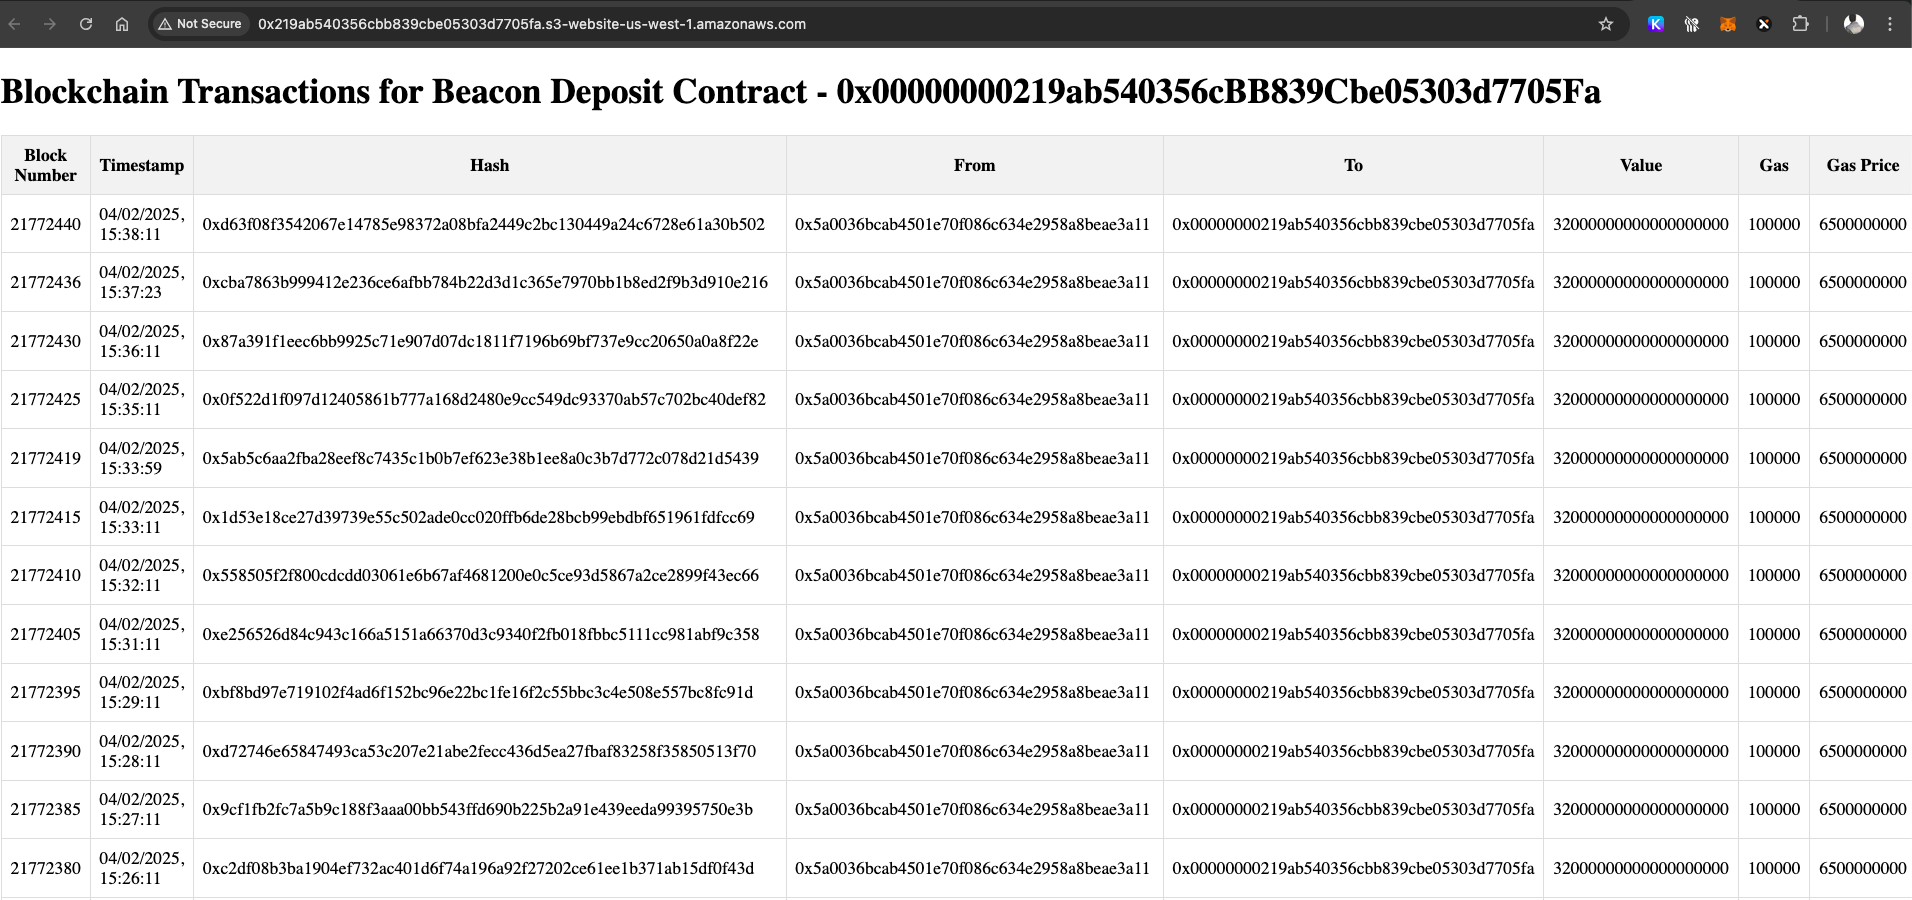 Not Secure 0x219ab540356cbb839cbe05303d7705fa.s3-website-us-west-1.amazonaws.com
Blockchain Transactions for Beacon Deposit Contract - 0x00000000219ab540356cBB839Cbe05303d7705Fa
Block Number Timestamp Hash From To Value Gas Gas Price
21772440 04/02/2025, 15:38:11 0xd63f08f3542067e14785e98372a08bfa2449c2bc130449a24c6728e61a30b502 0x5a0036bcab4501e70f086c634e2958a8beae3a11 0x00000000219ab540356cbb839cbe05303d7705fa 32000000000000000000 100000 6500000000
21772436 04/02/2025, 15:37:23 0xcba7863b999412e236ce6afbb784b22d3d1c365e7970bb1b8ed2f9b3d910e216 0x5a0036bcab4501e70f086c634e2958a8beae3a11 0x00000000219ab540356cbb839cbe05303d7705fa 32000000000000000000 100000 6500000000
21772430 04/02/2025, 15:36:11 0x87a391f1eec6bb9925c71e907d07dc1811f7196b69bf737e9cc20650a0a8f22e 0x5a0036bcab4501e70f086c634e2958a8beae3a11 0x00000000219ab540356cbb839cbe05303d7705fa 32000000000000000000 100000 6500000000
21772425 04/02/2025, 15:35:11 0x0f522d1f097d12405861b777a168d2480e9cc549dc93370ab57c702bc40def82 0x5a0036bcab4501e70f086c634e2958a8beae3a11 0x00000000219ab540356cbb839cbe05303d7705fa 32000000000000000000 100000 6500000000
21772419 04/02/2025, 15:33:59 0x5ab5c6aa2fba28eef8c7435c1b0b7ef623e38b1ee8a0c3b7d772c078d21d5439 0x5a0036bcab4501e70f086c634e2958a8beae3a11 0x00000000219ab540356cbb839cbe05303d7705fa 32000000000000000000 100000 6500000000
21772415 04/02/2025, 15:33:11 0x1d53e18ce27d39739e55c502ade0cc020ffb6de28bcb99ebdbf651961fdfcc69 0x5a0036bcab4501e70f086c634e2958a8beae3a11 0x00000000219ab540356cbb839cbe05303d7705fa 32000000000000000000 100000 6500000000
21772410 04/02/2025, 15:32:11 0x558505f2f800cdcdd03061e6b67af4681200e0c5ce93d5867a2ce2899f43ec66 0x5a0036bcab4501e70f086c634e2958a8beae3a11 0x00000000219ab540356cbb839cbe05303d7705fa 32000000000000000000 100000 6500000000
21772405 04/02/2025, 15:31:11 0xe256526d84c943c166a5151a66370d3c9340f2fb018fbbc5111cc981abf9c358 0x5a0036bcab4501e70f086c634e2958a8beae3a11 0x00000000219ab540356cbb839cbe05303d7705fa 32000000000000000000 100000 6500000000
21772395 04/02/2025, 15:29:11 0xbf8bd97e719102f4ad6f152bc96e22bc1fe16f2c55bbc3c4e508e557bc8fc91d 0x5a0036bcab4501e70f086c634e2958a8beae3a11 0x00000000219ab540356cbb839cbe05303d7705fa 32000000000000000000 100000 6500000000
21772390 04/02/2025, 15:28:11 0xd72746e65847493ca53c207e21abe2fecc436d5ea27fbaf83258f35850513f70 0x5a0036bcab4501e70f086c634e2958a8beae3a11 0x00000000219ab540356cbb839cbe05303d7705fa 32000000000000000000 100000 6500000000
21772385 04/02/2025, 15:27:11 0x9cf1fb2fc7a5b9c188f3aaa00bb543ffd690b225b2a91e439eeda99395750e3b 0x5a0036bcab4501e70f086c634e2958a8beae3a11 0x00000000219ab540356cbb839cbe05303d7705fa 32000000000000000000 100000 6500000000
21772380 04/02/2025, 15:26:11 0xc2df08b3ba1904ef732ac401d6f74a196a92f27202ce61ee1b371ab15df0f43d 0x5a0036bcab4501e70f086c634e2958a8beae3a11 0x00000000219ab540356cbb839cbe05303d7705fa 32000000000000000000 100000 6500000000